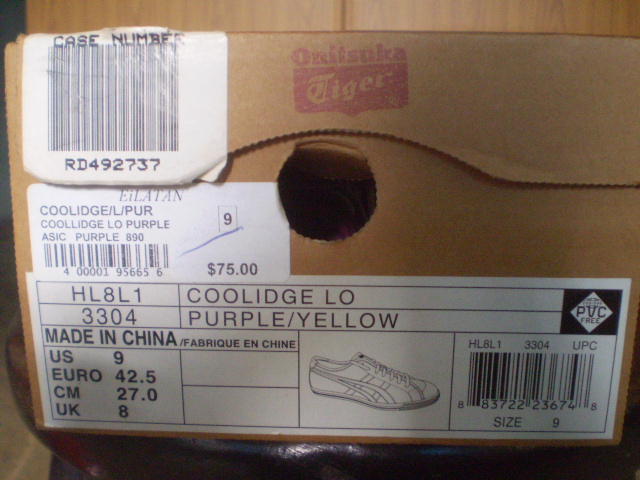 CASE NUMBER
RD492737
Onitsuka
Tiger
EiLATAN
COOLIDGE/L/PUR
COOLLIDGE LO PURPLE
9
ASIC PURPLE 890
4 00001 95665 6
$75.00
HL8L1 COOLIDGE LO
3304 PURPLE/YELLOW
PVC
FREE
MADE IN CHINA /FABRIQUE EN CHINE
US 9
EURO 42.5
CM 27.0
UK 8
HL8L1 3304 UPC
8 83722 23674 8
SIZE 9